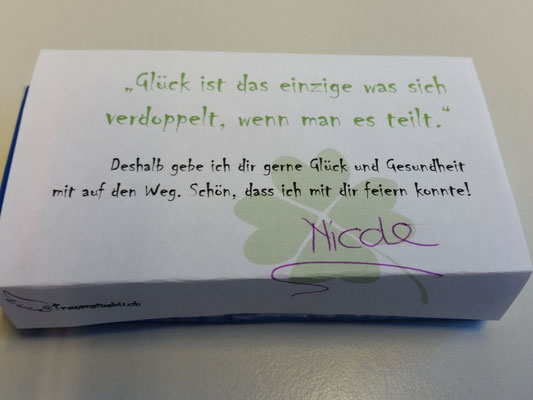 „Glück ist das einzige was sich
verdoppelt, wenn man es teilt.“
Deshalb gebe ich dir gerne Glück und Gesundheit
mit auf den Weg. Schön, dass ich mit dir feiern konnte!
Nicole